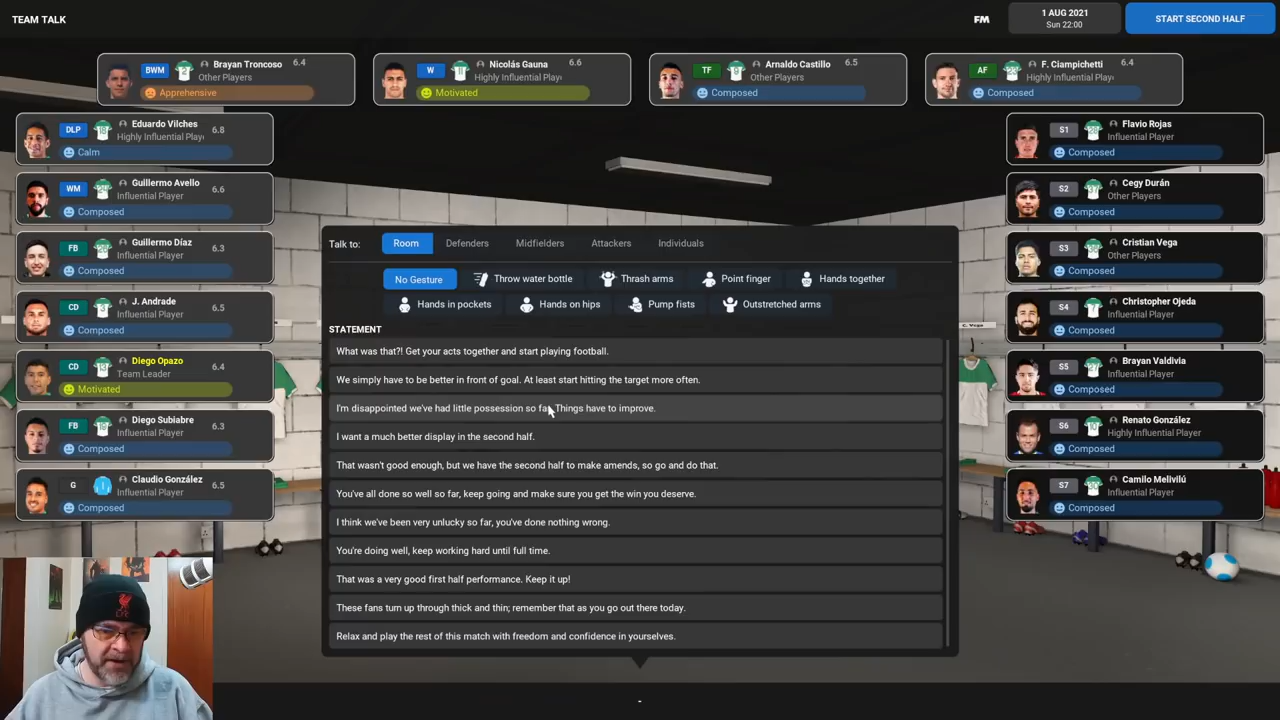 TEAM TALK
FM
1 AUG 2021
Sun 22:00
START SECOND HALF
BWM
2
Brayan Troncoso
6.4
Other Players
Apprehensive
W
11
Nicolás Gauna
6.6
Highly Influential Play
Motivated
TF
9
Arnaldo Castillo
6.5
Other Players
Composed
AF
F. Ciampichetti
6.4
Highly Influential Play
Composed
DLP
Eduardo Vilches
6.8
Highly Influential Play
Calm
WM
Guillermo Avello
6.6
Influential Player
Composed
FB
Guillermo Díaz
6.3
Influential Player
Composed
CD
J. Andrade
6.5
Influential Player
Composed
CD
Diego Opazo
6.4
Team Leader
Motivated
FB
Diego Subiabre
6.3
Influential Player
Composed
G
1
Claudio González
6.5
Influential Player
Composed
S1
Flavio Rojas
Influential Player
Composed
S2
Cegy Durán
Other Players
Composed
S3
Cristian Vega
Other Players
Composed
S4
7
Christopher Ojeda
Influential Player
Composed
S5
Brayan Valdivia
Influential Player
Composed
S6
10
Renato González
Highly Influential Player
Composed
S7
Camilo Melivilú
Influential Player
Composed
C. Vega
Talk to:
Room
Defenders
Midfielders
Attackers
Individuals
No Gesture
Throw water bottle
Thrash arms
Point finger
Hands together
Hands in pockets
Hands on hips
Pump fists
Outstretched arms
STATEMENT
What was that?! Get your acts together and start playing football.
We simply have to be better in front of goal. At least start hitting the target more often.
I'm disappointed we've had little possession so far. Things have to improve.
I want a much better display in the second half.
That wasn't good enough, but we have the second half to make amends, so go and do that.
You've all done so well so far, keep going and make sure you get the win you deserve.
I think we've been very unlucky so far, you've done nothing wrong.
You're doing well, keep working hard until full time.
That was a very good first half performance. Keep it up!
These fans turn up through thick and thin; remember that as you go out there today.
Relax and play the rest of this match with freedom and confidence in yourselves.
-